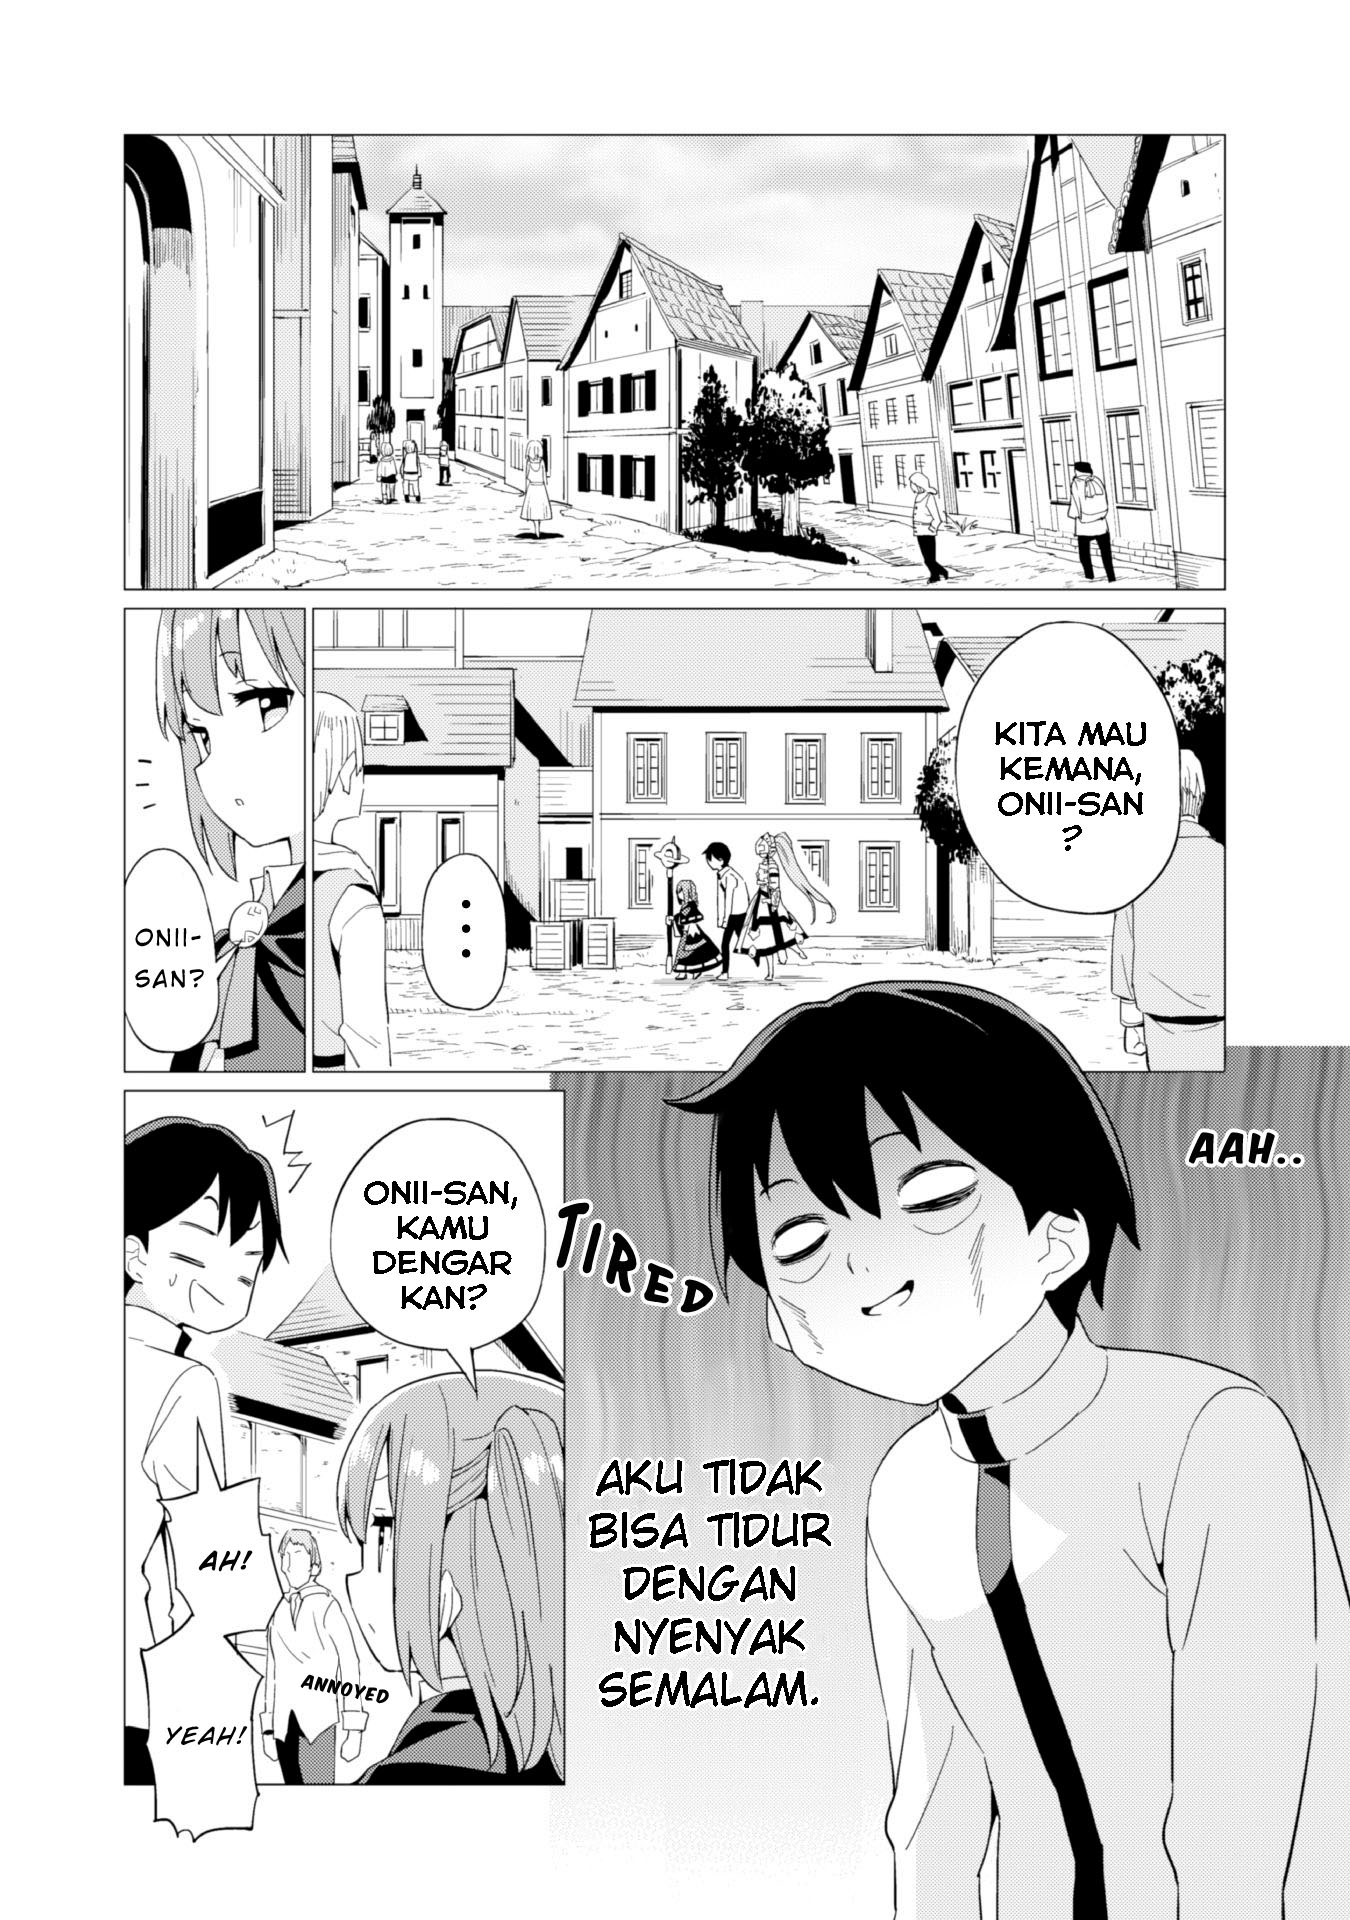 KITA MAU
KEMANA,
ONII-SAN
?
...
ONII-
SAN?
AAH..
TIRED
AKU TIDAK
BISA TIDUR
DENGAN
NYENYAK
SEMALAM.
ONII-SAN,
KAMU
DENGAR
KAN?
AH!
YEAH!
ANNOYED